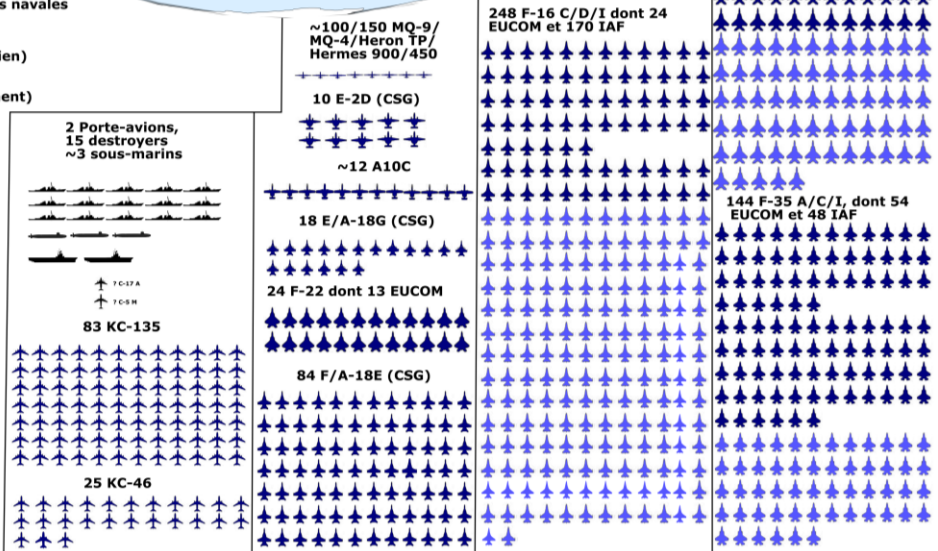 s navales
ien)
ent)
2 Porte-avions,
15 destroyers
~3 sous-marins
? C-17 A
? C-5 M
83 KC-135
25 KC-46
~100/150 MQ-9/
MQ-4/Heron TP/
Hermes 900/450
10 E-2D (CSG)
~12 A10C
18 E/A-18G (CSG)
24 F-22 dont 13 EUCOM
84 F/A-18E (CSG)
248 F-16 C/D/I dont 24
EUCOM et 170 IAF
144 F-35 A/C/I, dont 54
EUCOM et 48 IAF